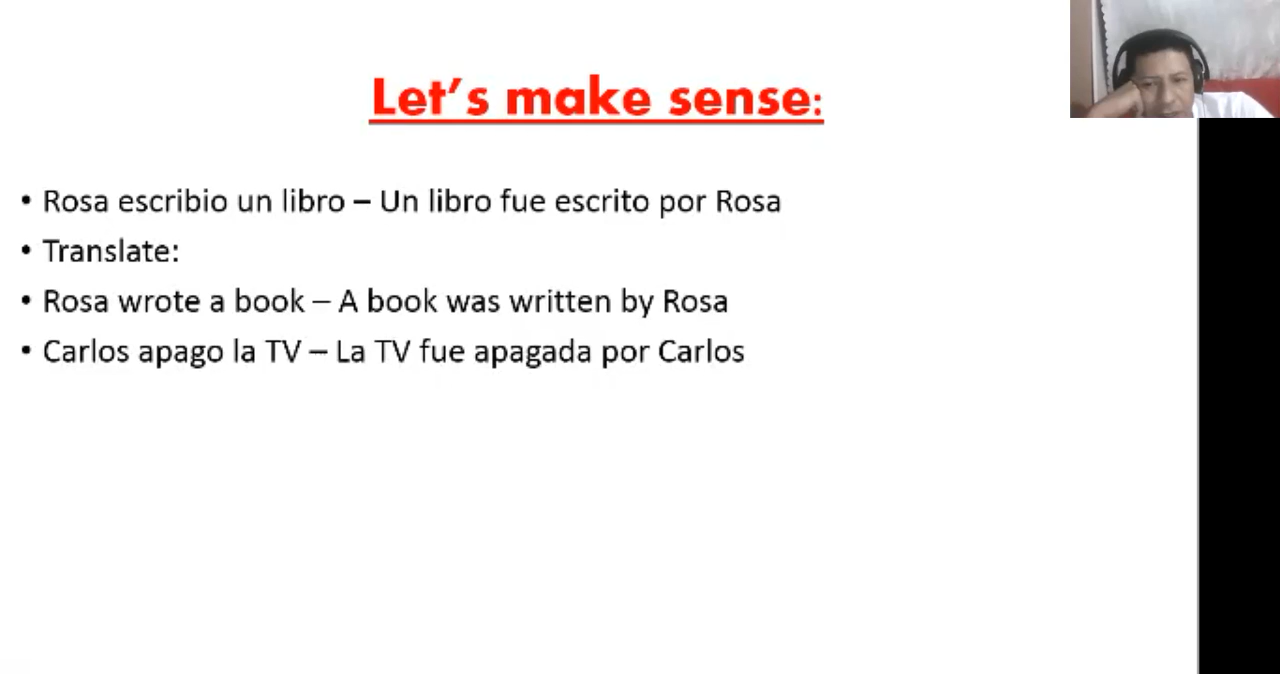 Let's make sense:
• Rosa escribio un libro – Un libro fue escrito por Rosa
• Translate:
• Rosa wrote a book – A book was written by Rosa
• Carlos apago la TV – La TV fue apagada por Carlos